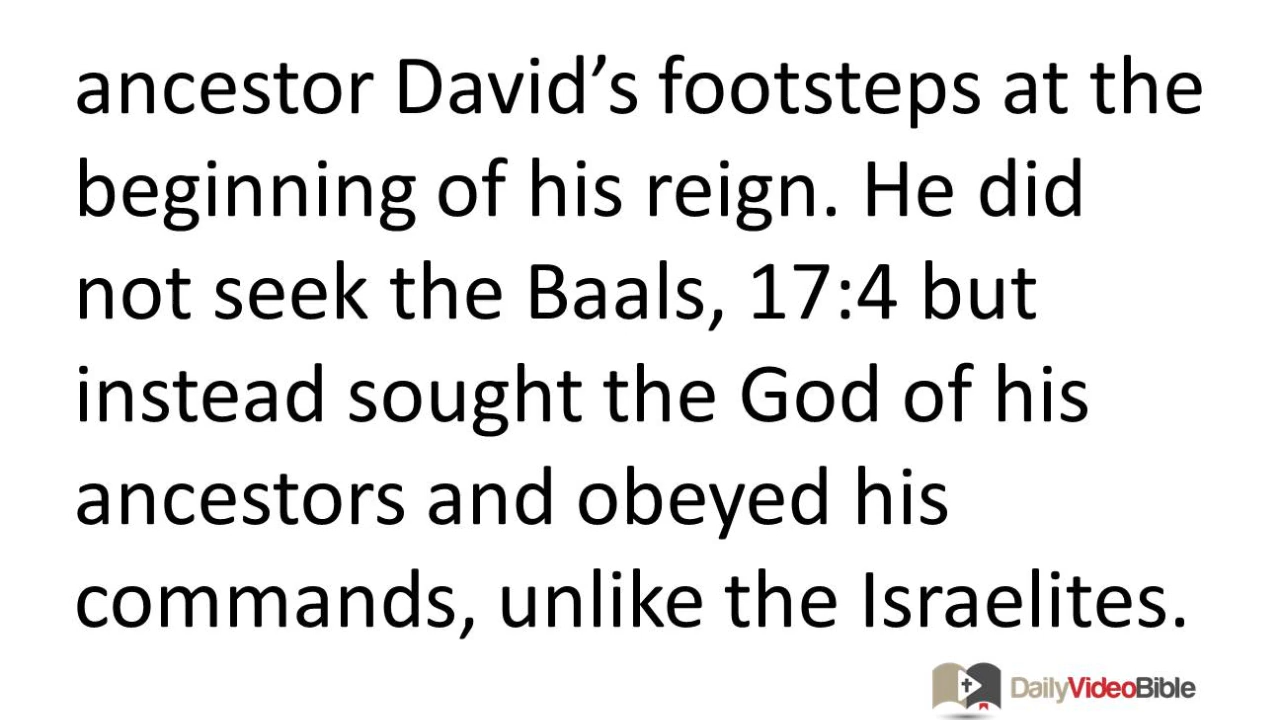 ancestor David’s footsteps at the
beginning of his reign. He did
not seek the Baals, 17:4 but
instead sought the God of his
ancestors and obeyed his
commands, unlike the Israelites.
DailyVideoBible